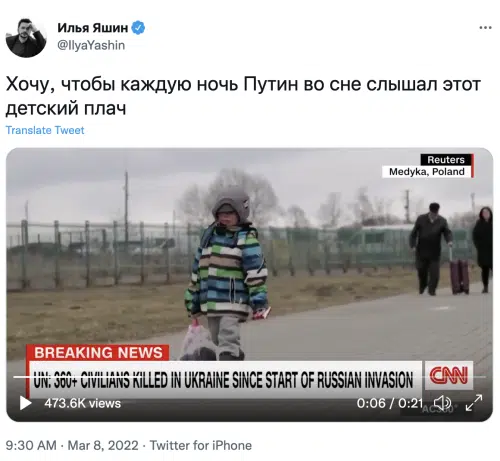 Илья Яшин
@IlyaYashin
Хочу, чтобы каждую ночь Путин во сне слышал этот
детский плач
Translate Tweet
Reuters
Medyka, Poland
BREAKING NEWS
UN: 360+ CIVILIANS KILLED IN UKRAINE SINCE START OF RUSSIAN INVASION
CNN
473.6K views
0:06 / 0:21
AC360°
9:30 AM · Mar 8, 2022 · Twitter for iPhone